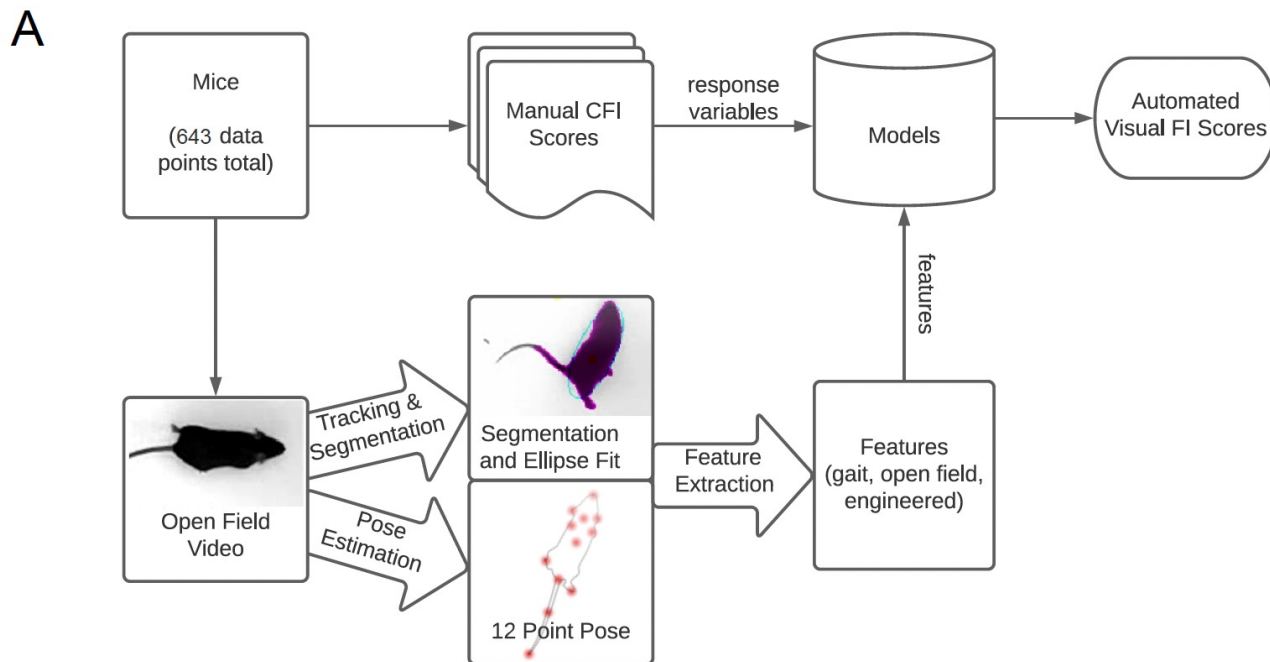 A
Mice
(643 data
points total)
Manual CFI
Scores
response
variables
Models
Automated
Visual FI Scores
features
Open Field
Video
Tracking &
Segmentation
Pose
Estimation
Segmentation
and Ellipse Fit
12 Point Pose
Feature
Extraction
Features
(gait, open field,
engineered)